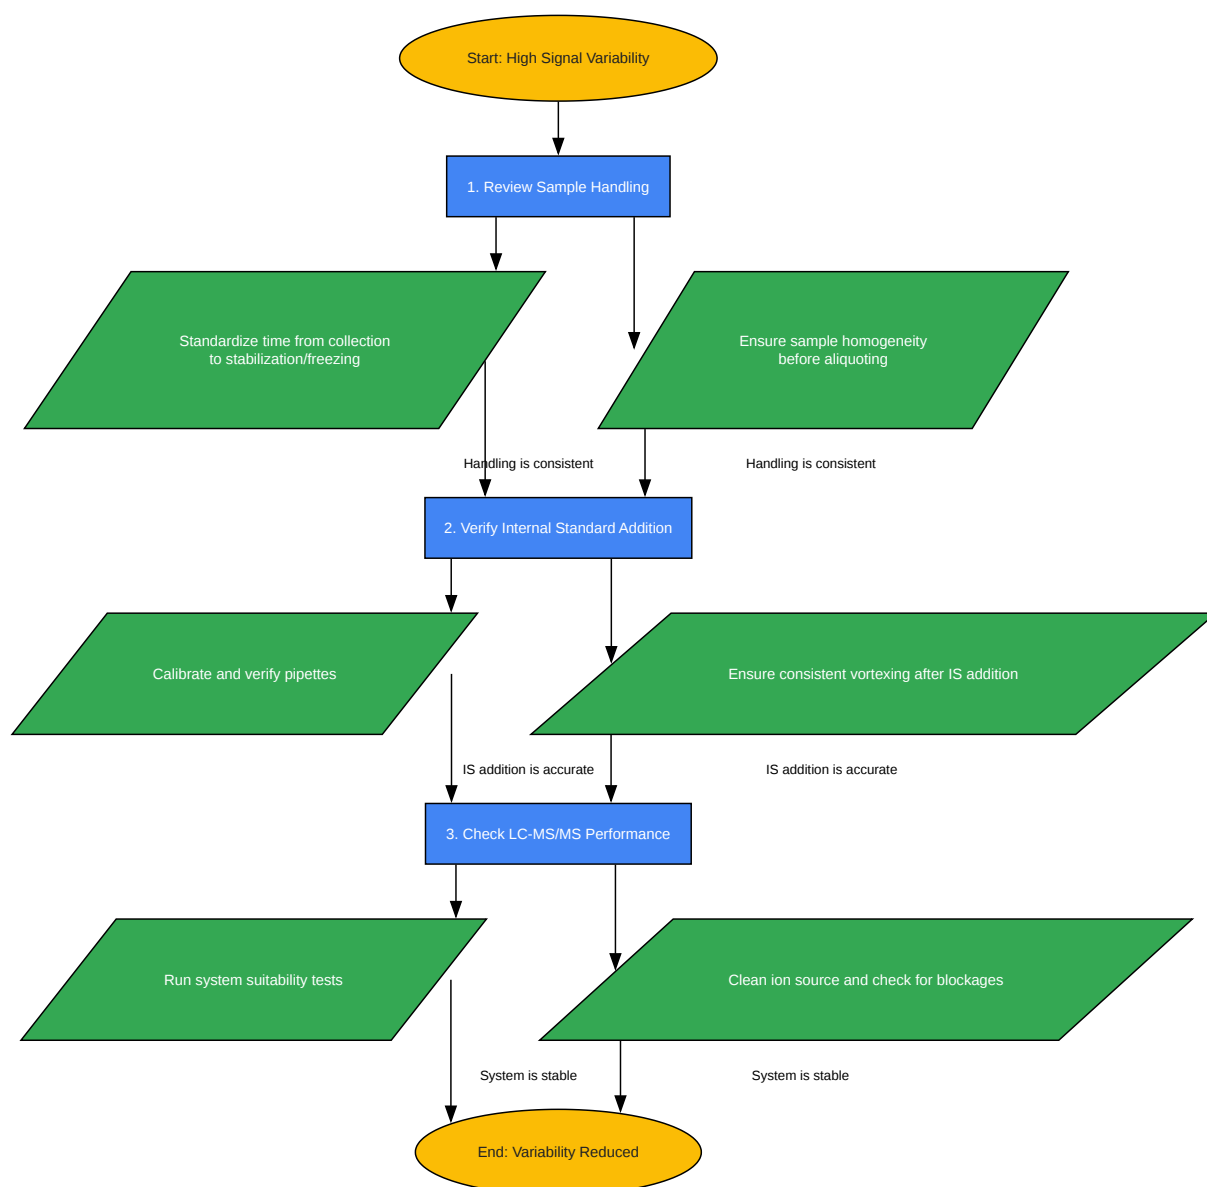 Start: High Signal Variability
1. Review Sample Handling
Standardize time from collection
to stabilization/freezing
Ensure sample homogeneity
before aliquoting
Handling is consistent
Handling is consistent
2. Verify Internal Standard Addition
Calibrate and verify pipettes
Ensure consistent vortexing after IS addition
IS addition is accurate
IS addition is accurate
3. Check LC-MS/MS Performance
Run system suitability tests
Clean ion source and check for blockages
System is stable
System is stable
End: Variability Reduced